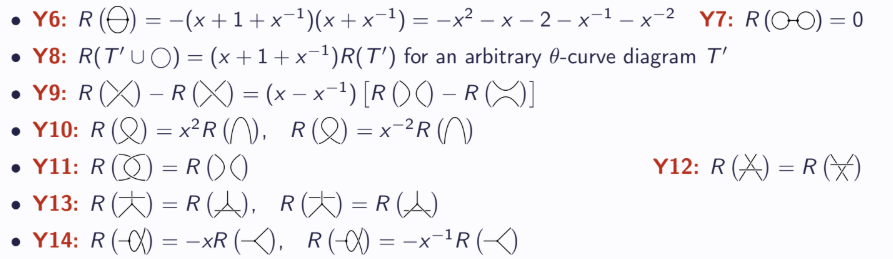 • Y6: R ( ) = −(x + 1 + x⁻¹)(x + x⁻¹) = −x² − x − 2 − x⁻¹ − x⁻² Y7: R ( ) = 0
• Y8: R(T′ ∪ ○) = (x + 1 + x⁻¹)R(T′) for an arbitrary θ-curve diagram T′
• Y9: R ( ) − R ( ) = (x − x⁻¹) [R ( ) − R ( )]
• Y10: R ( ) = x²R ( ), R ( ) = x⁻²R ( )
• Y11: R ( ) = R ( ) Y12: R ( ) = R ( )
• Y13: R ( ) = R ( ), R ( ) = R ( )
• Y14: R ( ) = −xR ( ), R ( ) = −x⁻¹R ( )